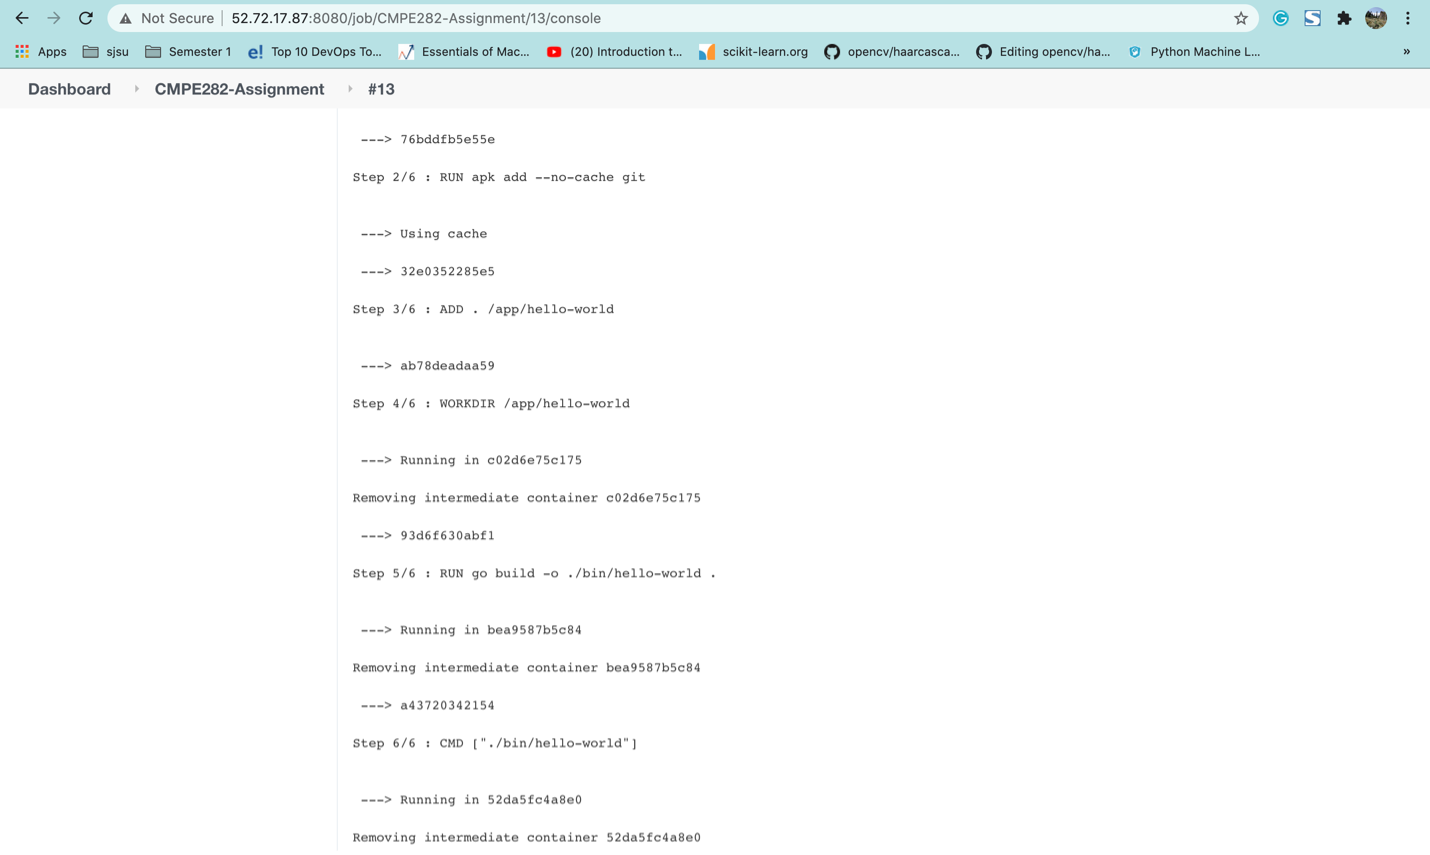 Not Secure | 52.72.17.87:8080/job/CMPE282-Assignment/13/console
Apps sjsu Semester 1 e! Top 10 DevOps To... Essentials of Mac... (20) Introduction t... scikit-learn.org opencv/haarcasca... Editing opencv/ha... Python Machine L... »
Dashboard CMPE282-Assignment #13
---> 76bddfb5e55e
Step 2/6 : RUN apk add --no-cache git
---> Using cache
---> 32e0352285e5
Step 3/6 : ADD . /app/hello-world
---> ab78deadaa59
Step 4/6 : WORKDIR /app/hello-world
---> Running in c02d6e75c175
Removing intermediate container c02d6e75c175
---> 93d6f630abf1
Step 5/6 : RUN go build -o ./bin/hello-world .
---> Running in bea9587b5c84
Removing intermediate container bea9587b5c84
---> a43720342154
Step 6/6 : CMD ["./bin/hello-world"]
---> Running in 52da5fc4a8e0
Removing intermediate container 52da5fc4a8e0